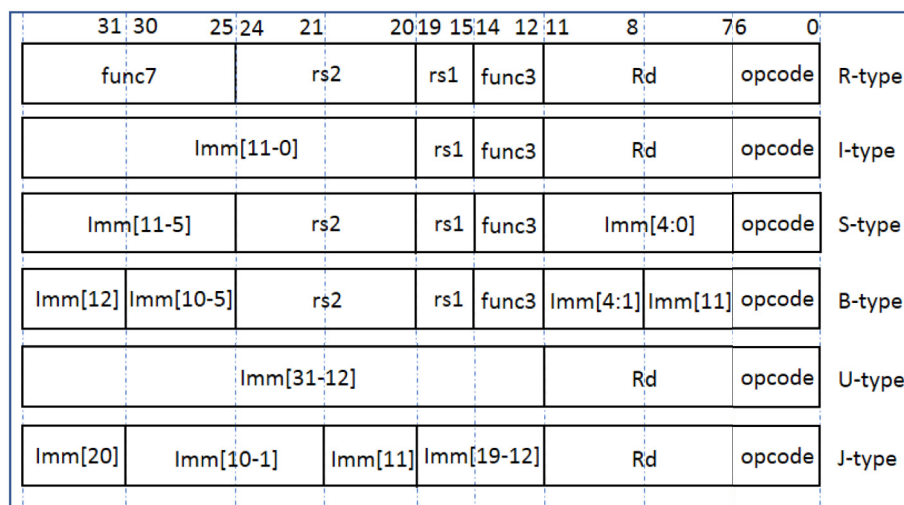 31 30 25 24 21 20 19 15 14 12 11 8 76 0
func7 rs2 rs1 func3 Rd opcode R-type
Imm[11-0] rs1 func3 Rd opcode I-type
Imm[11-5] rs2 rs1 func3 Imm[4:0] opcode S-type
Imm[12] Imm[10-5] rs2 rs1 func3 Imm[4:1] Imm[11] opcode B-type
Imm[31-12] Rd opcode U-type
Imm[20] Imm[10-1] Imm[11] Imm[19-12] Rd opcode J-type